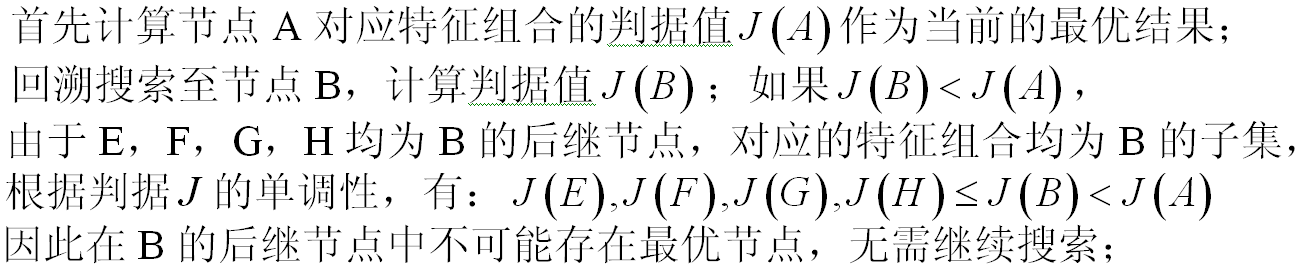 首先计算节点 A 对应特征组合的判据值 J(A) 作为当前的最优结果；
回溯搜索至节点 B，计算判据值 J(B)；如果 J(B)<J(A)，
由于 E，F，G，H 均为 B 的后继节点，对应的特征组合均为 B 的子集，
根据判据 J 的单调性，有：J(E),J(F),J(G),J(H)≤J(B)<J(A)
因此在 B 的后继节点中不可能存在最优节点，无需继续搜索；